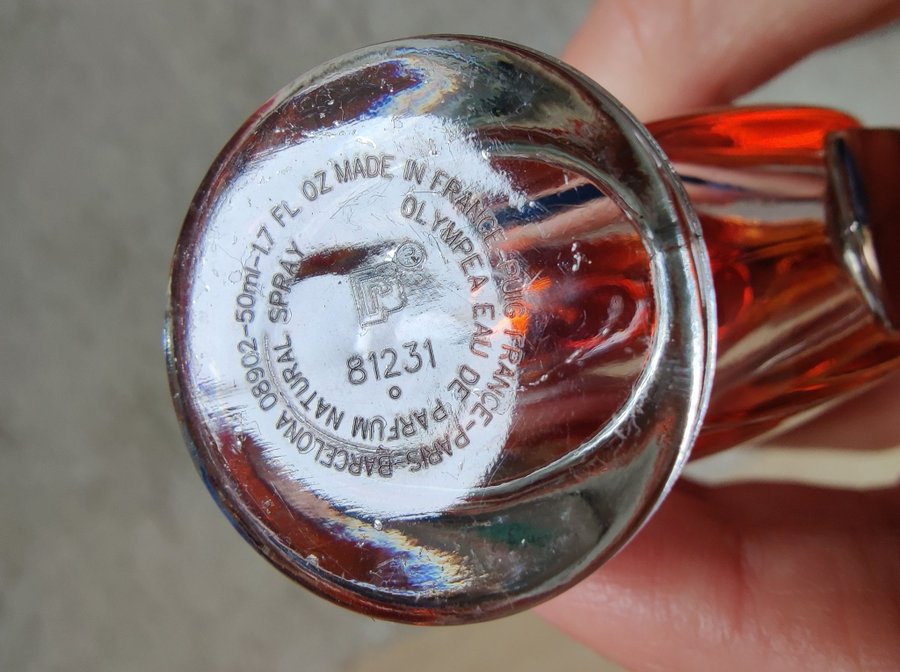 PUIG FRANCE-PARIS-BARCELONA 08902-50ml-1.7 FL OZ MADE IN FRANCE
OLYMPEA EAU DE PARFUM NATURAL SPRAY
81231